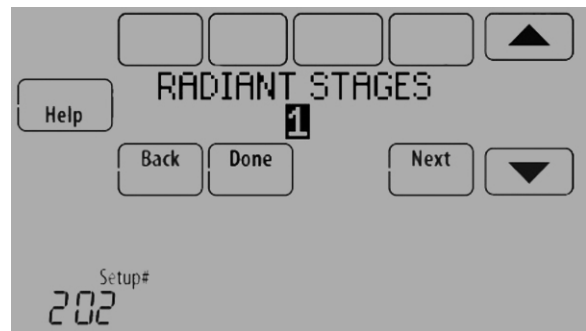 RADIANT STAGES
Help
1
Back Done Next
Setup#
202